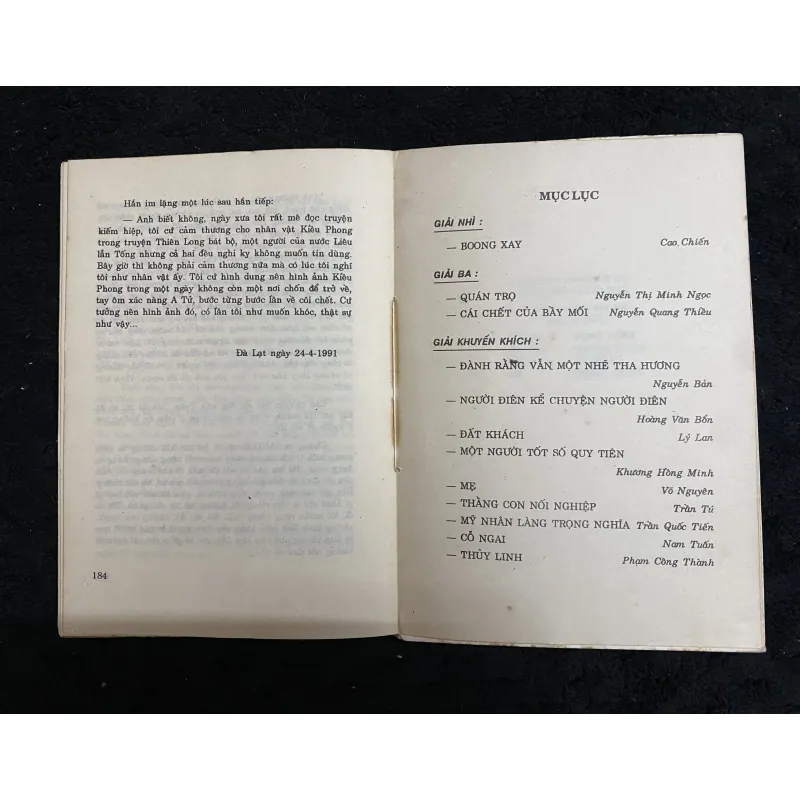 Hắn im lặng một lúc sau hắn tiếp:
— Anh biết không, ngày xưa tôi rất mê đọc truyện
kiếm hiệp, tôi cứ cảm thương cho nhân vật Kiều Phong
trong truyện Thiên Long bát bộ, một người của nước Liêu
lẫn Tống nhưng cả hai đều nghi kỵ không muốn tin dùng.
Bây giờ thì không phải cảm thương nữa mà có lúc tôi nghĩ
tôi như nhân vật ấy. Tôi cứ hình dung nên hình ảnh Kiều
Phong trong một ngày không còn một nơi chốn để trở về,
tay ôm xác nàng A Tử, bước từng bước lần về cõi chết. Cứ
tưởng nên hình ảnh đó, có lần tôi như muốn khóc, thật sự
như vậy...
Đà Lạt ngày 24-4-1991
184
MỤC LỤC
GIẢI NHÌ :
— BOONG XAY Cao Chiến
GIẢI BA :
— QUÁN TRỌ Nguyễn Thị Minh Ngọc
— CÁI CHẾT CỦA BẦY MỐI Nguyễn Quang Thiều
GIẢI KHUYẾN KHÍCH :
— ĐÀNH RẰNG VẪN MỘT NHẼ THA HƯƠNG
Nguyễn Bản
— NGƯỜI ĐIÊN KỂ CHUYỆN NGƯỜI ĐIÊN
Hoàng Văn Bổn
— ĐẤT KHÁCH Lý Lan
— MỘT NGƯỜI TỐT SỐ QUY TIÊN
Khương Hồng Minh
— MẸ Võ Nguyên
— THẰNG CON NỐI NGHIỆP Trần Tú
— MỸ NHÂN LÀNG TRỌNG NGHĨA Trần Quốc Tiến
— CỖ NGAI Nam Tuấn
— THỦY LINH Phạm Công Thành